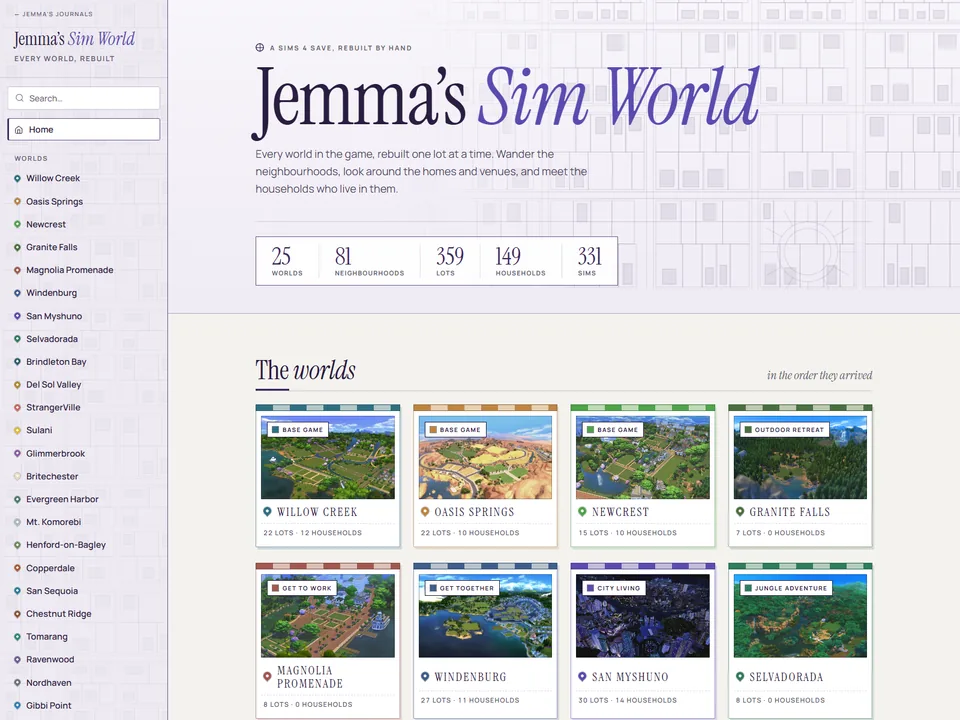 ← JEMMA'S JOURNALS
Jemma's Sim World
EVERY WORLD, REBUILT
Search..
Home
WORLDS
Willow Creek
Oasis Springs
Newcrest
Granite Falls
Magnolia Promenade
Windenburg
San Myshuno
Selvadorada
Brindleton Bay
Del Sol Valley
StrangerVille
Sulani
Glimmerbrook
Britechester
Evergreen Harbor
Mt. Komorebi
Henford-on-Bagley
Copperdale
San Sequoia
Chestnut Ridge
Tomarang
Ravenwood
Nordhaven
Gibbi Point
A SIMS 4 SAVE, REBUILT BY HAND
Jemma's Sim World
Every world in the game, rebuilt one lot at a time. Wander the
neighbourhoods, look around the homes and venues, and meet the
households who live in them.
25 81 359 149 331
WORLDS NEIGHBOURHOODS LOTS HOUSEHOLDS SIMS
The worlds
in the order they arrived
BASE GAME
WILLOW CREEK
22 LOTS · 12 HOUSEHOLDS
BASE GAME
OASIS SPRINGS
22 LOTS · 10 HOUSEHOLDS
BASE GAME
NEWCREST
15 LOTS · 10 HOUSEHOLDS
OUTDOOR RETREAT
GRANITE FALLS
7 LOTS · 0 HOUSEHOLDS
GET TO WORK
MAGNOLIA
PROMENADE
8 LOTS · 0 HOUSEHOLDS
GET TOGETHER
WINDENBURG
27 LOTS · 11 HOUSEHOLDS
CITY LIVING
SAN MYSHUNO
30 LOTS · 14 HOUSEHOLDS
JUNGLE ADVENTURE
SELVADORADA
8 LOTS · 0 HOUSEHOLDS